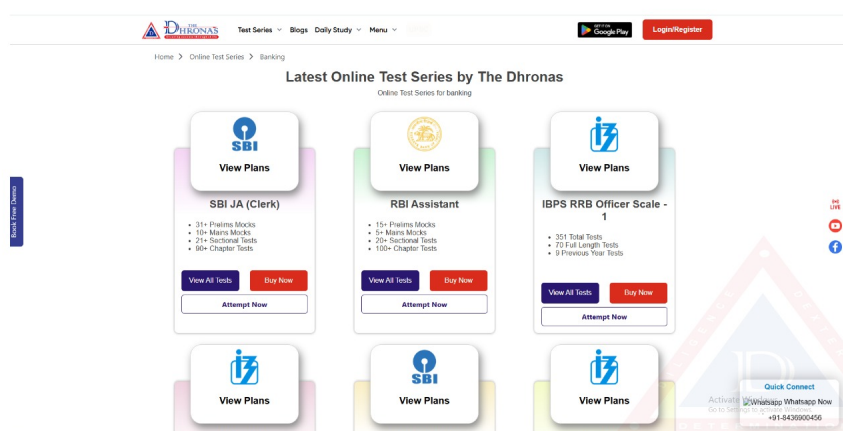 THE
DHRONAS
Test Series
Blogs
Daily Study
Menu
GET IT ON
Google Play
Login/Register
Home > Online Test Series > Banking
Latest Online Test Series by The Dhronas
Online Test Series for banking
SBI
View Plans
SBI JA (Clerk)
• 31+ Prelims Mocks
• 10+ Mains Mocks
• 21+ Sectional Tests
• 90+ Chapter Tests
View All Tests
Buy Now
Attempt Now
View Plans
RBI Assistant
• 15+ Prelims Mocks
• 5+ Mains Mocks
• 20+ Sectional Tests
• 100+ Chaptor Tests
View All Tests
Buy Now
Attempt Now
View Plans
IBPS RRB Officer Scale -
1
• 351 Total Tests
• 70 Full Length Tests
• 9 Previous Year Tests
View All Tests
Buy Now
Attempt Now
View Plans
SBI
View Plans
View Plans
Book Free Demo
LIVE
Quick Connect
Whatsapp Whatsapp Now
+91-8436900456
Activate Windows
Go to Settings to activate Windows.